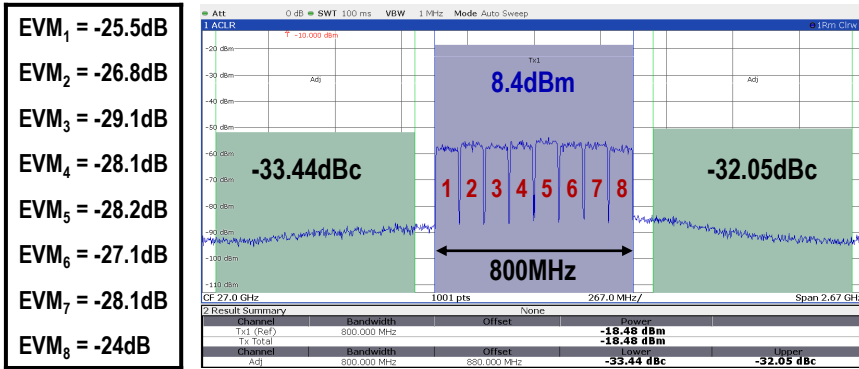 EVM1 = -25.5dB
EVM2 = -26.8dB
EVM3 = -29.1dB
EVM4 = -28.1dB
EVM5 = -28.2dB
EVM6 = -27.1dB
EVM7 = -28.1dB
EVM8 = -24dB
Att 0 dB SWT 100 ms VBW 1 MHz Mode Auto Sweep
1 ACLR 1Rm Clrw
-10.000 dBm
-20 dBm
Tx1
-30 dBm
Adj
8.4dBm
Adj
-40 dBm
-50 dBm
-60 dBm
-33.44dBc
-32.05dBc
-70 dBm
1 2 3 4 5 6 7 8
-80 dBm
-90 dBm
-100 dBm
800MHz
-110 dBm
CF 27.0 GHz 1001 pts 267.0 MHz/ Span 2.67 GH
2 Result Summary None
Channel Bandwidth Offset Power
Tx1 (Ref) 800.000 MHz -18.48 dBm
Tx Total -18.48 dBm
Channel Bandwidth Offset Lower Upper
Adj 800.000 MHz 880.000 MHz -33.44 dBc -32.05 dBc